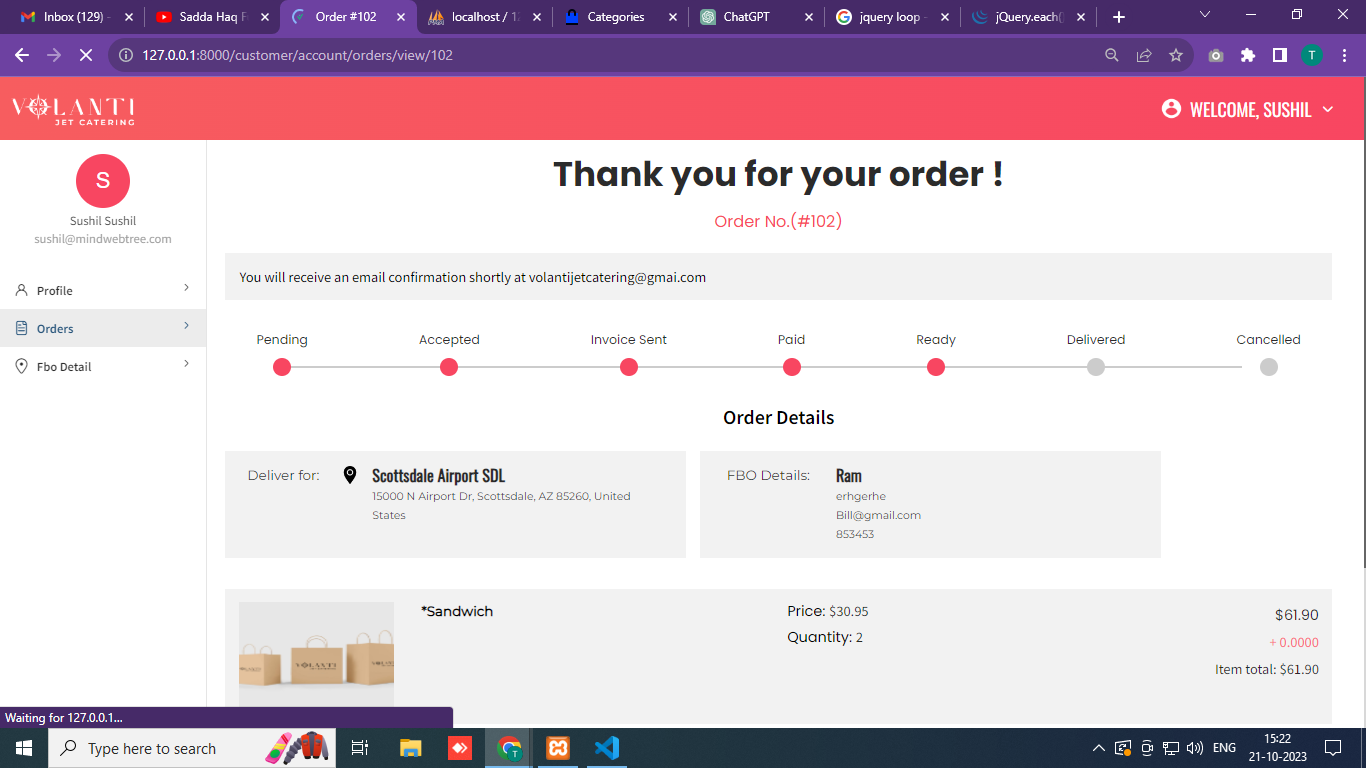 Inbox (129) -
Sadda Haq F
Order #102
localhost / 12
Categories
ChatGPT
jquery loop -
jQuery.each()
127.0.0.1:8000/customer/account/orders/view/102
T
VOLANTI
JET CATERING
WELCOME, SUSHIL
S
Sushil Sushil
sushil@mindwebtree.com
Profile
Orders
Fbo Detail
Thank you for your order !
Order No.(#102)
You will receive an email confirmation shortly at volantijetcatering@gmai.com
Pending
Accepted
Invoice Sent
Paid
Ready
Delivered
Cancelled
Order Details
Deliver for:
Scottsdale Airport SDL
15000 N Airport Dr, Scottsdale, AZ 85260, United
States
FBO Details:
Ram
erhgerhe
Bill@gmail.com
853453
*Sandwich
Price: $30.95
Quantity: 2
$61.90
+ 0.0000
Item total: $61.90
VOLANTI
Waiting for 127.0.0.1...
Type here to search
ENG
15:22
21-10-2023